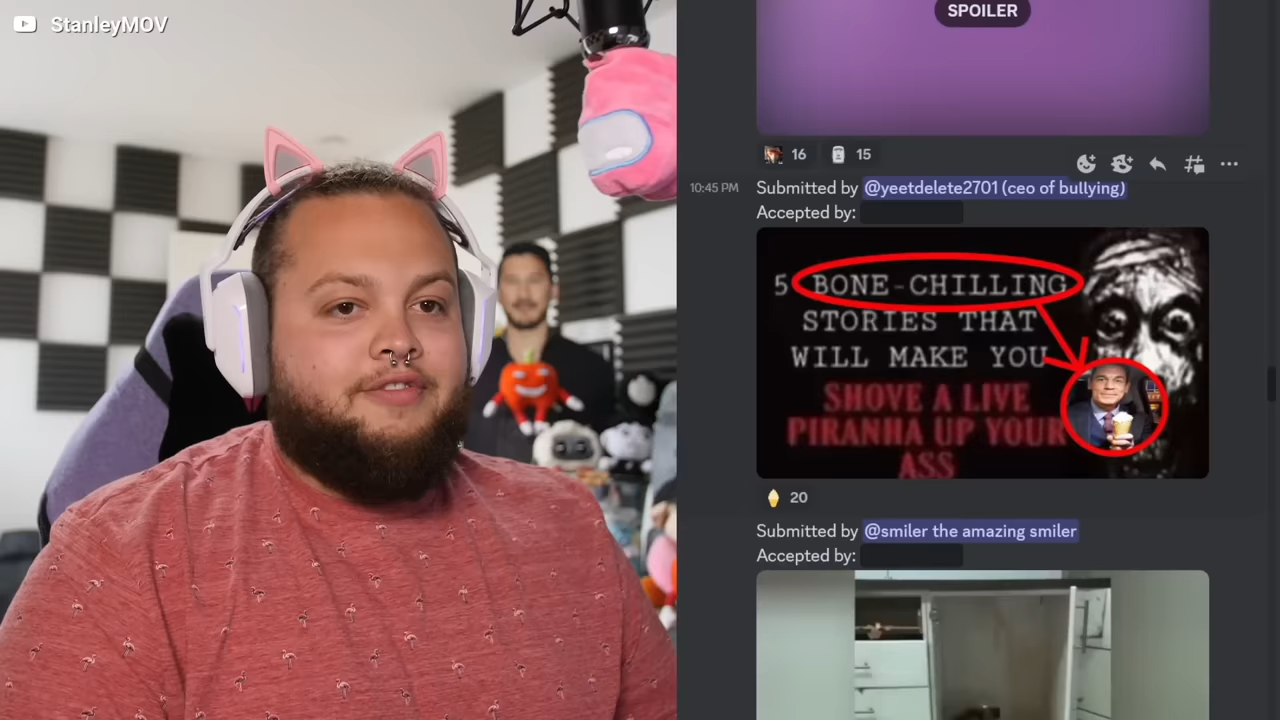 StanleyMOV
SPOILER
16 15
10:45 PM Submitted by @yeetdelete2701 (ceo of bullying)
Accepted by:
5 BONE-CHILLING
STORIES THAT
WILL MAKE YOU
SHOVE A LIVE
PIRANHA UP YOUR
ASS
20
Submitted by @smiler the amazing smiler
Accepted by: